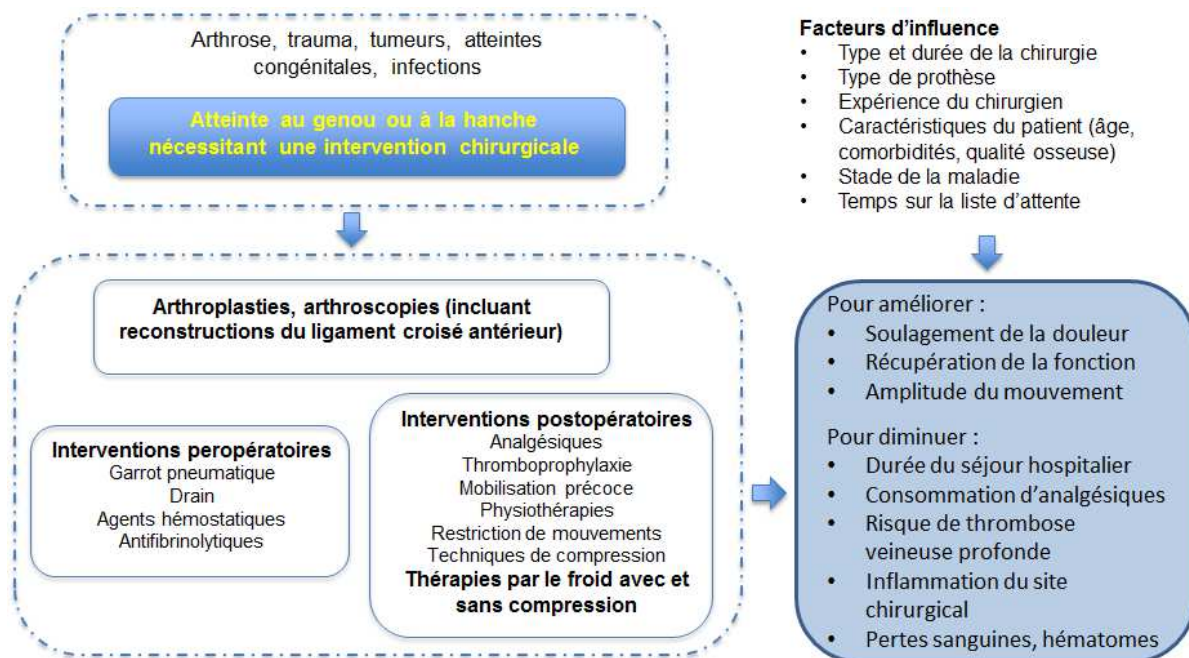 Arthrose, trauma, tumeurs, atteintes
congénitales, infections
Atteinte au genou ou à la hanche
nécessitant une intervention chirurgicale
Facteurs d’influence
• Type et durée de la chirurgie
• Type de prothèse
• Expérience du chirurgien
• Caractéristiques du patient (âge,
comorbidités, qualité osseuse)
• Stade de la maladie
• Temps sur la liste d’attente
Arthroplasties, arthroscopies (incluant
reconstructions du ligament croisé antérieur)
Interventions peropératoires
Garrot pneumatique
Drain
Agents hémostatiques
Antifibrinolytiques
Interventions postopératoires
Analgésiques
Thromboprophylaxie
Mobilisation précoce
Physiothérapies
Restriction de mouvements
Techniques de compression
Thérapies par le froid avec et
sans compression
Pour améliorer :
• Soulagement de la douleur
• Récupération de la fonction
• Amplitude du mouvement
Pour diminuer :
• Durée du séjour hospitalier
• Consommation d’analgésiques
• Risque de thrombose
veineuse profonde
• Inflammation du site
chirurgical
• Pertes sanguines, hématomes